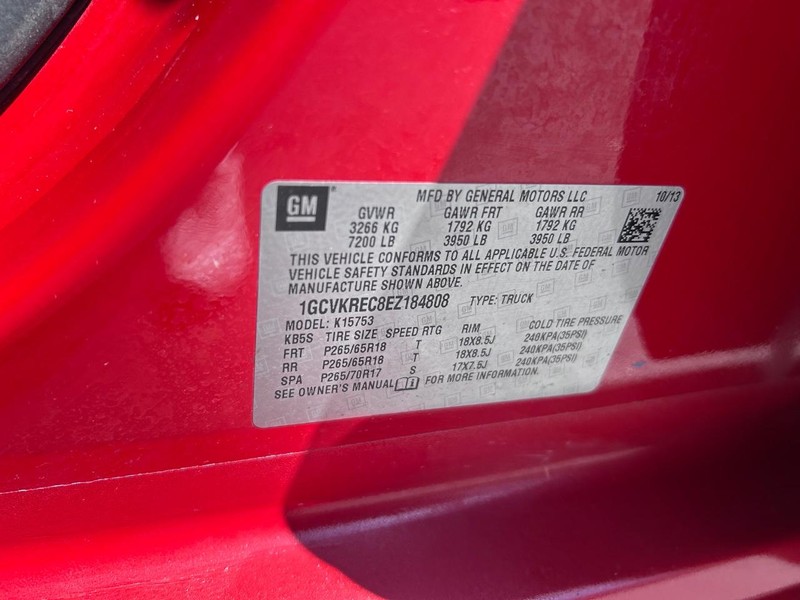 GM
MFD BY GENERAL MOTORS LLC 10/13
GVWR GAWR FRT GAWR RR
3266 KG 1792 KG 1792 KG
7200 LB 3950 LB 3950 LB
THIS VEHICLE CONFORMS TO ALL APPLICABLE U.S. FEDERAL MOTOR
VEHICLE SAFETY STANDARDS IN EFFECT ON THE DATE OF
MANUFACTURE SHOWN ABOVE.
1GCVKREC8EZ184808 TYPE: TRUCK
MODEL: K15753
KB5S TIRE SIZE SPEED RTG RIM COLD TIRE PRESSURE
FRT P265/65R18 T 18X8.5J 240KPA(35PSI)
RR P265/65R18 T 18X8.5J 240KPA(35PSI)
SPA P265/70R17 S 17X7.5J 240KPA(35PSI)
SEE OWNER'S MANUAL FOR MORE INFORMATION.